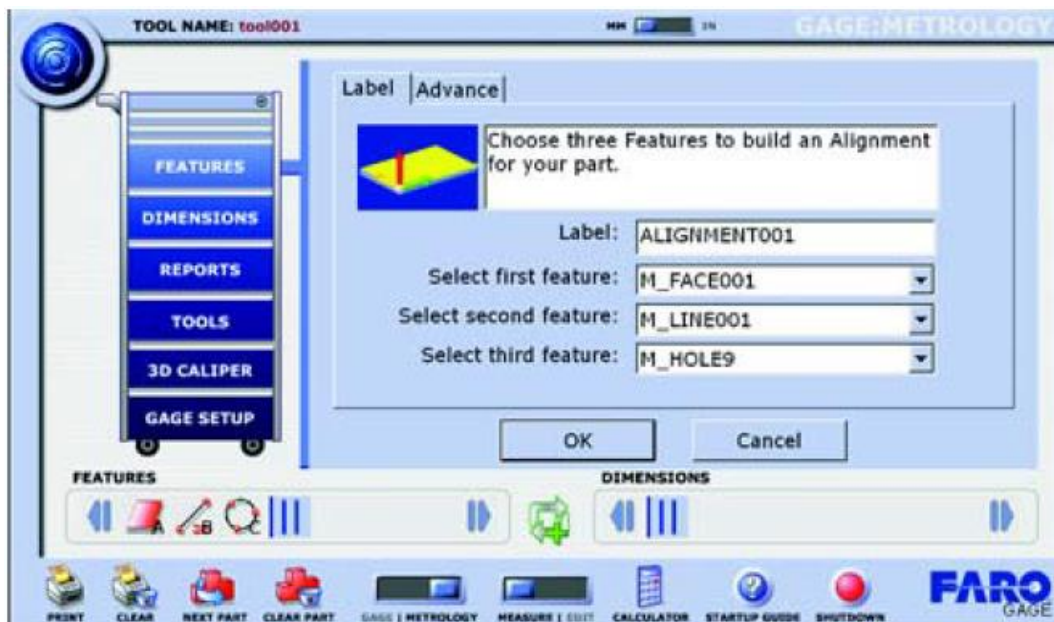 TOOL NAME: tool001
MM IN
GAGE:METROLOGY
Label Advance
Choose three Features to build an Alignment
for your part.
FEATURES
DIMENSIONS
REPORTS
TOOLS
3D CALIPER
GAGE SETUP
Label: ALIGNMENT001
Select first feature: M_FACE001
Select second feature: M_LINE001
Select third feature: M_HOLE9
OK Cancel
FEATURES DIMENSIONS
A B C
PRINT CLEAR NEXT PART CLEAR PART GAGE | METROLOGY MEASURE | EDIT CALCULATOR STARTUP GUIDE SHUTDOWN
FARO
GAGE